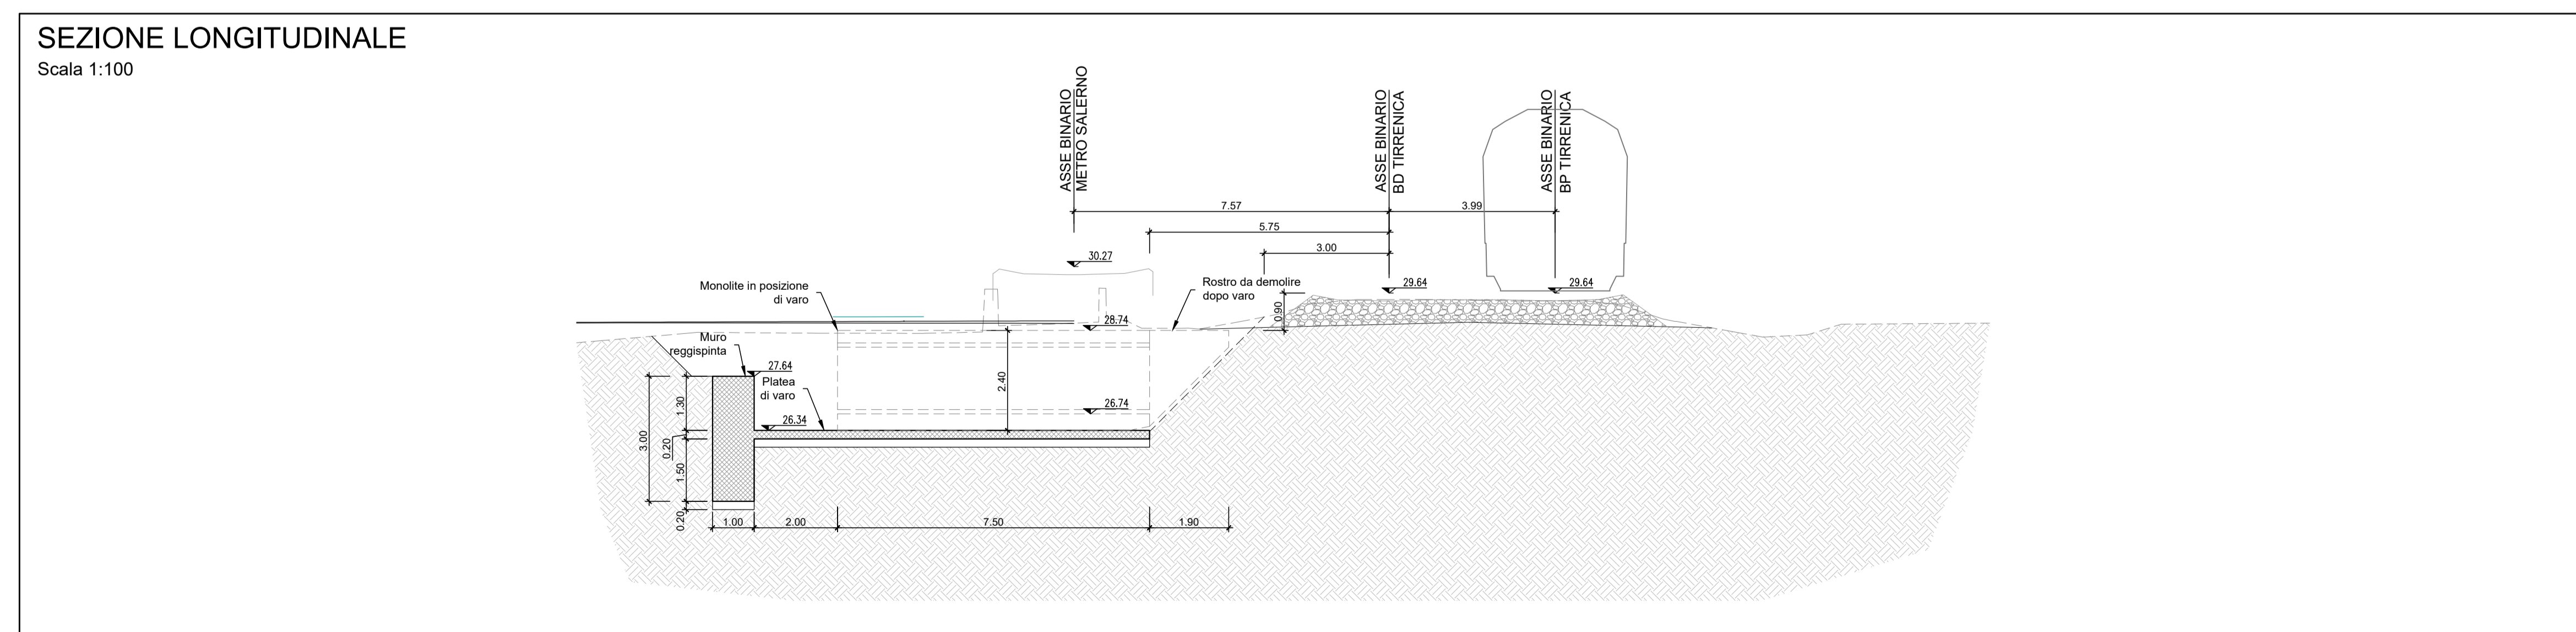 SEZIONE LONGITUDINALE
Scala 1:100
ASSE BINARIO
METRO SALERNO
ASSE BINARIO
BD TIRRENICA
ASSE BINARIO
BP TIRRENICA
7.57
3.99
5.75
3.00
30.27
29.64
29.64
Monolite in posizione
di varo
Rostro da demolire
dopo varo
0.90
28.74
Muro
reggispinta
27.64
Platea
di varo
2.40
26.74
26.34
1.30
3.00
0.20
1.50
0.20
1.00
2.00
7.50
1.90